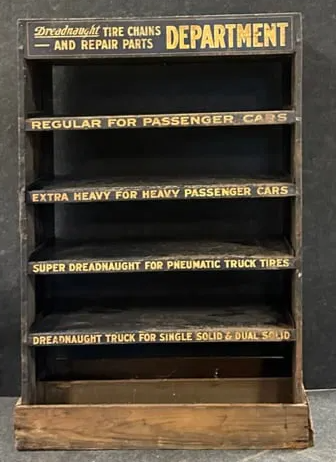 Dreadnaught TIRE CHAINS
AND REPAIR PARTS DEPARTMENT
REGULAR FOR PASSENGER CARS
EXTRA HEAVY FOR HEAVY PASSENGER CARS
SUPER DREADNAUGHT FOR PNEUMATIC TRUCK TIRES
DREADNAUGHT TRUCK FOR SINGLE SOLID & DUAL SOLID